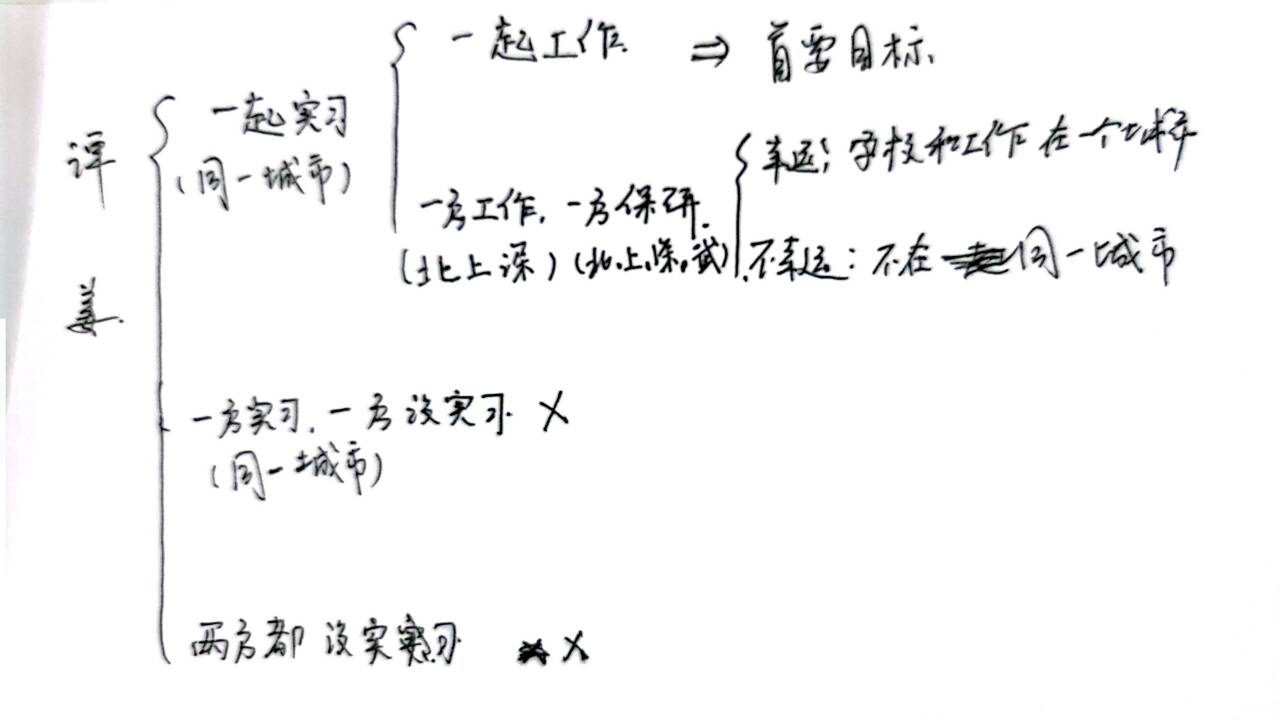 一起工作 ⇒ 首要目标
一起实习
(同一城市)
谭
幸运: 学校和工作在一个城市
一方工作, 一方保研.
(北上深) (北、上、深、武)
不幸运: 不在同一城市
姜
一方实习, 一方没实习 X
(同一城市)
两方都没实习 X